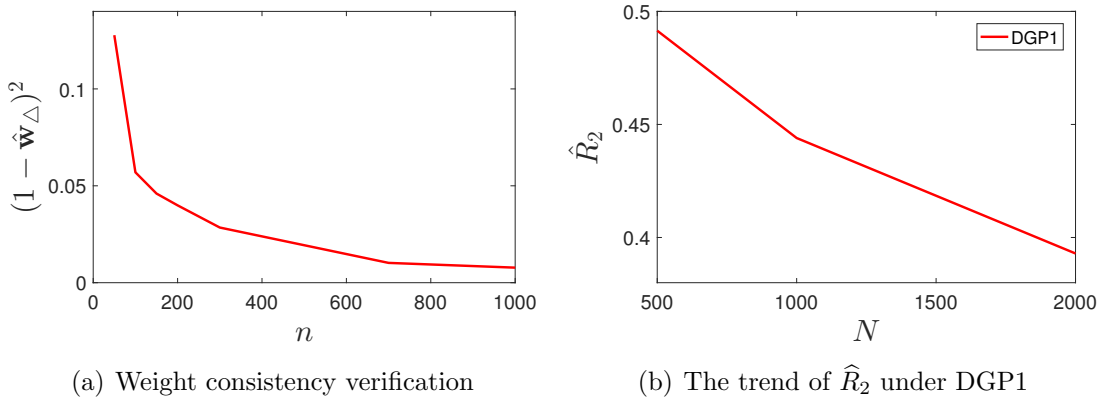 0.1
0.05
0
(1 − ŵ△)²
0 200 400 600 800 1000
n
(a) Weight consistency verification
0.5
0.45
0.4
R̂₂
DGP1
500 1000 1500 2000
N
(b) The trend of R̂₂ under DGP1